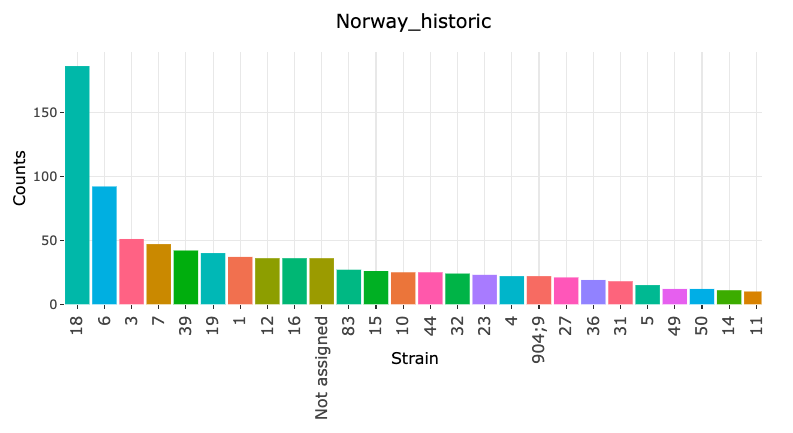 Norway_historic
Counts
150
100
50
0
18 6 3 7 39 19 1 12 16 Not assigned 83 15 10 44 32 23 4 904;9 27 36 31 5 49 50 14 11
Strain